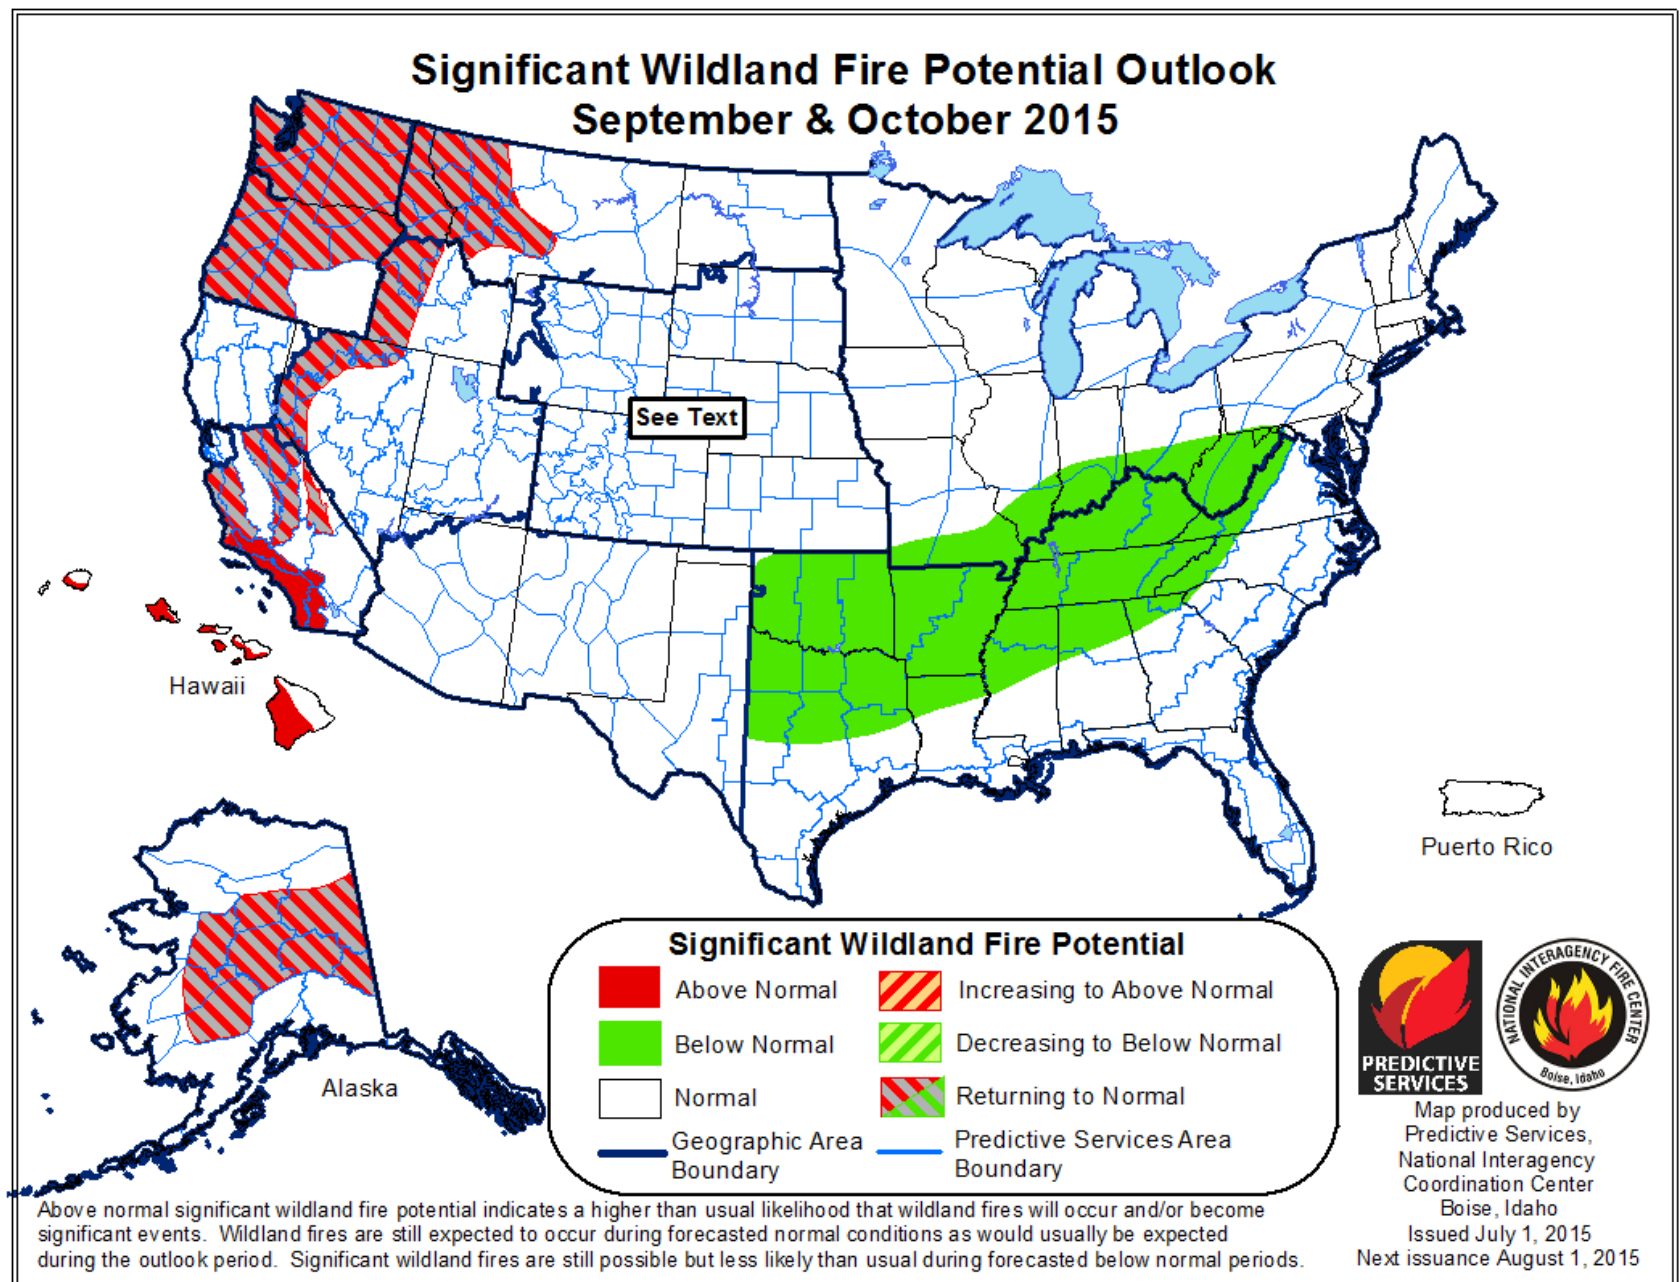 Significant Wildland Fire Potential Outlook
September & October 2015
See Text
Hawaii
Puerto Rico
Alaska
Significant Wildland Fire Potential
Above Normal
Increasing to Above Normal
Below Normal
Decreasing to Below Normal
Normal
Returning to Normal
Geographic Area
Boundary
Predictive Services Area
Boundary
PREDICTIVE
SERVICES
NATIONAL INTERAGENCY FIRE CENTER
Boise, Idaho
Map produced by
Predictive Services,
National Interagency
Coordination Center
Boise, Idaho
Issued July 1, 2015
Next issuance August 1, 2015
Above normal significant wildland fire potential indicates a higher than usual likelihood that wildland fires will occur and/or become
significant events.  Wildland fires are still expected to occur during forecasted normal conditions as would usually be expected
during the outlook period.  Significant wildland fires are still possible but less likely than usual during forecasted below normal periods.